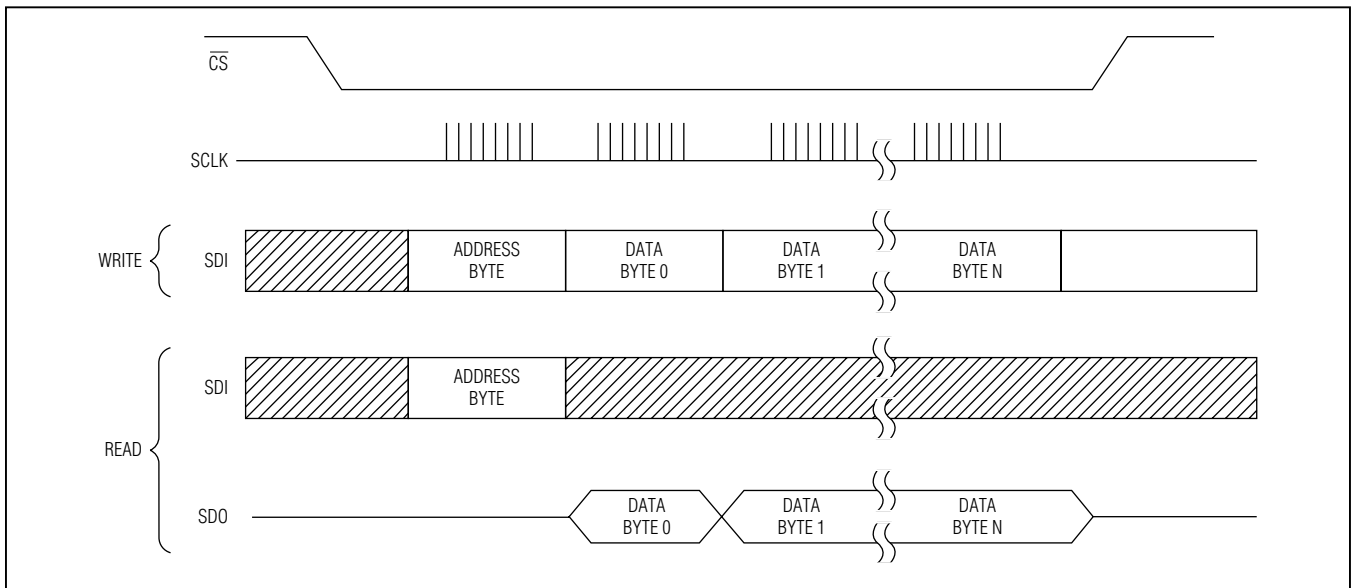 C̅S̅
SCLK
WRITE
SDI
ADDRESS
BYTE
DATA
BYTE 0
DATA
BYTE 1
DATA
BYTE N
READ
SDI
ADDRESS
BYTE
SDO
DATA
BYTE 0
DATA
BYTE 1
DATA
BYTE N